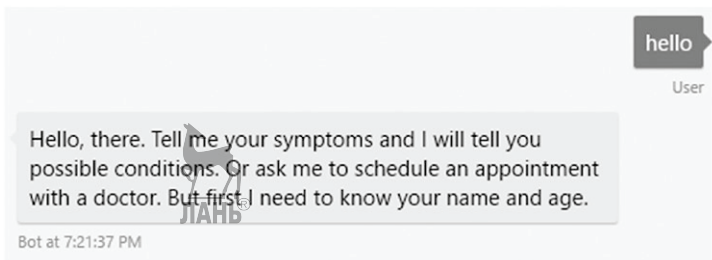 hello
User
Hello, there. Tell me your symptoms and I will tell you
possible conditions. Or ask me to schedule an appointment
with a doctor. But first I need to know your name and age.
ЛАНЬ®
Bot at 7:21:37 PM